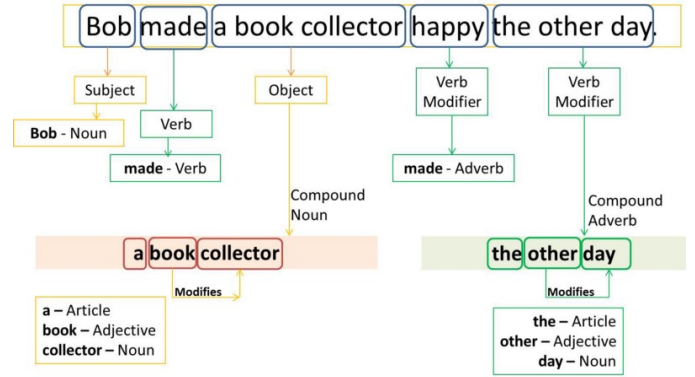 Bob made a book collector happy the other day.
Subject
Object
Verb
Modifier
Verb
Modifier
Bob - Noun
Verb
made - Verb
made - Adverb
Compound
Noun
Compound
Adverb
a book collector
the other day
Modifies
Modifies
a – Article
book – Adjective
collector – Noun
the – Article
other – Adjective
day – Noun